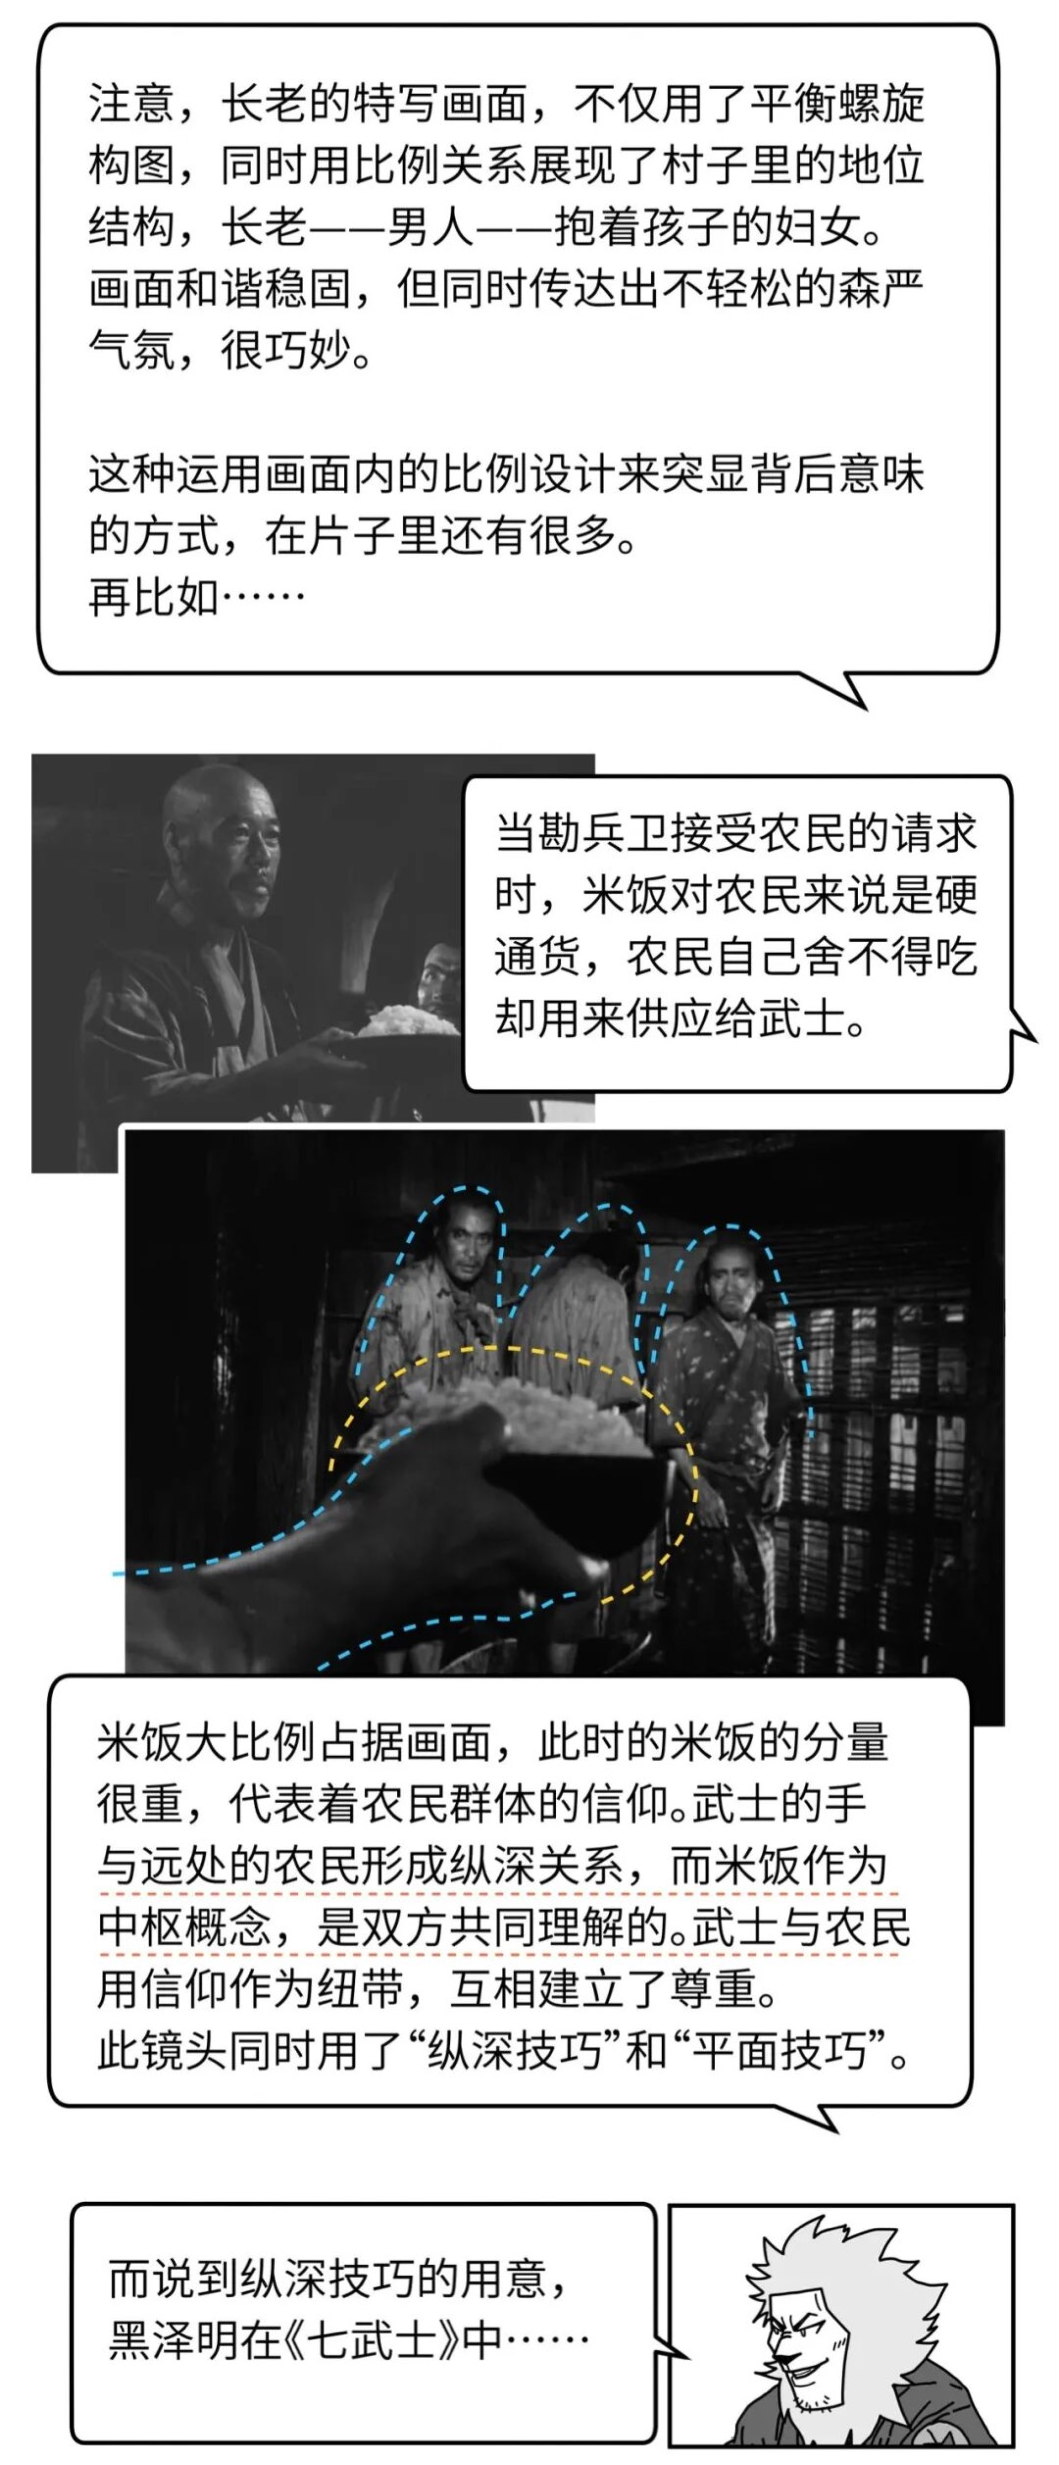 注意，长老的特写画面，不仅用了平衡螺旋
构图，同时用比例关系展现了村子里的地位
结构，长老——男人——抱着孩子的妇女。
画面和谐稳固，但同时传达出不轻松的森严
气氛，很巧妙。
这种运用画面内的比例设计来突显背后意味
的方式，在片子里还有很多。
再比如……
当勘兵卫接受农民的请求
时，米饭对农民来说是硬
通货，农民自己舍不得吃
却用来供应给武士。
米饭大比例占据画面，此时的米饭的分量
很重，代表着农民群体的信仰。武士的手
与远处的农民形成纵深关系，而米饭作为
中枢概念，是双方共同理解的。武士与农民
用信仰作为纽带，互相建立了尊重。
此镜头同时用了“纵深技巧”和“平面技巧”。
而说到纵深技巧的用意，
黑泽明在《七武士》中……